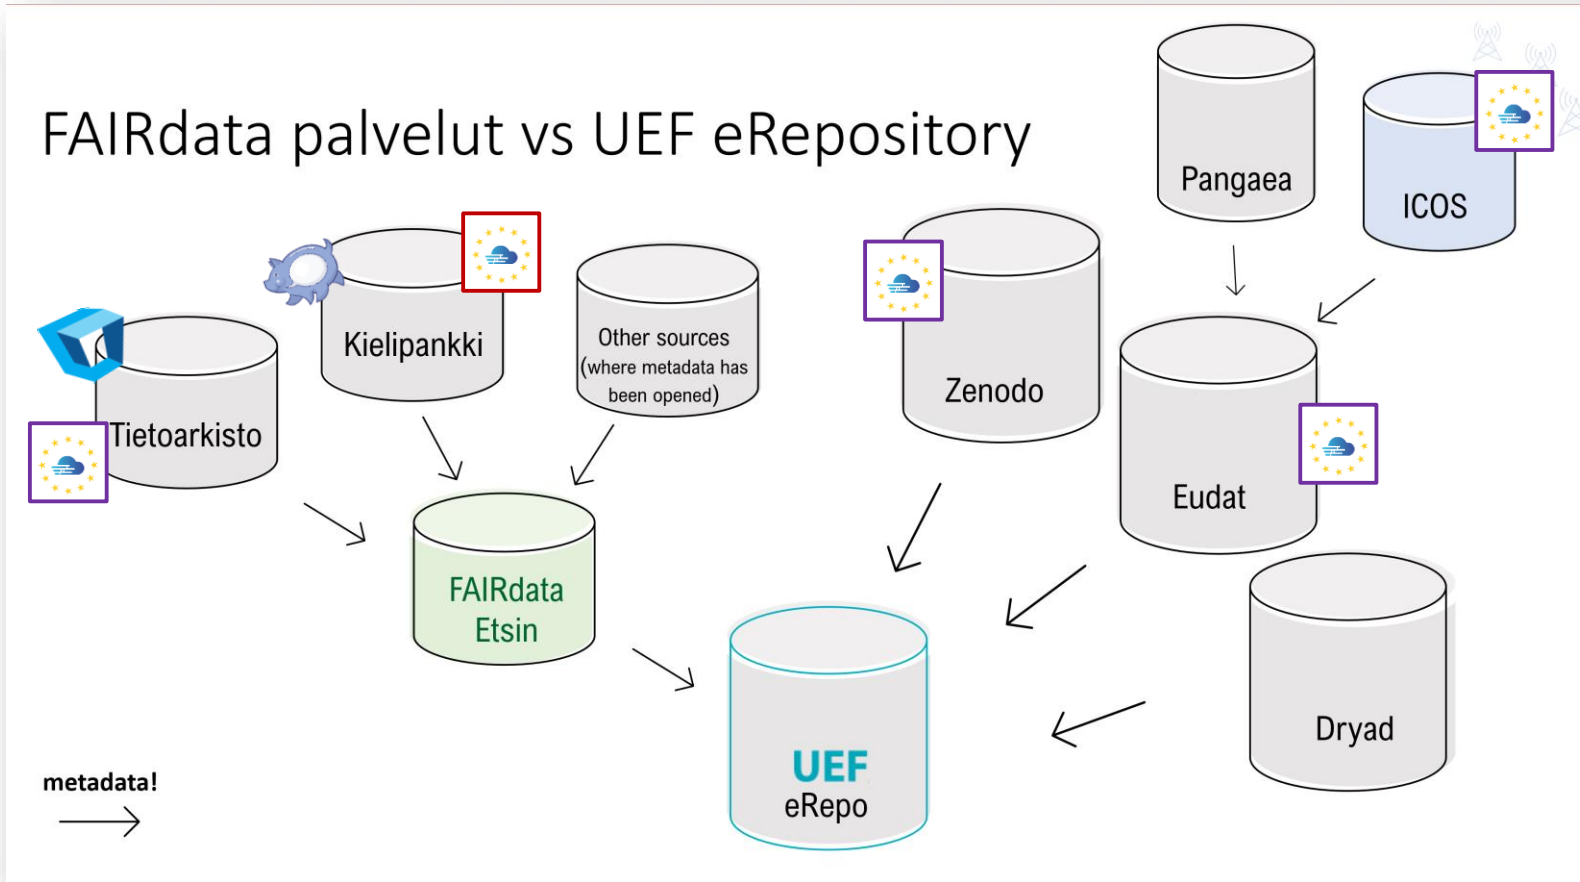 FAIRdata palvelut vs UEF eRepository
Pangaea
ICOS
Kielipankki
Other sources
(where metadata has
been opened)
Zenodo
Tietoarkisto
Eudat
FAIRdata
Etsin
Dryad
UEF
eRepo
metadata!